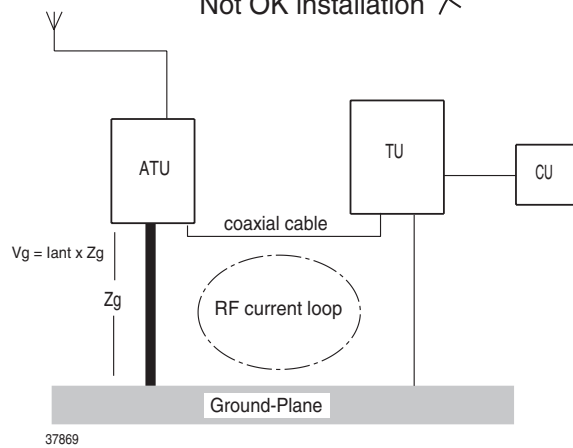 Not OK installation
ATU
TU
CU
coaxial cable
Vg = Iant x Zg
Zg
RF current loop
Ground-Plane
37869